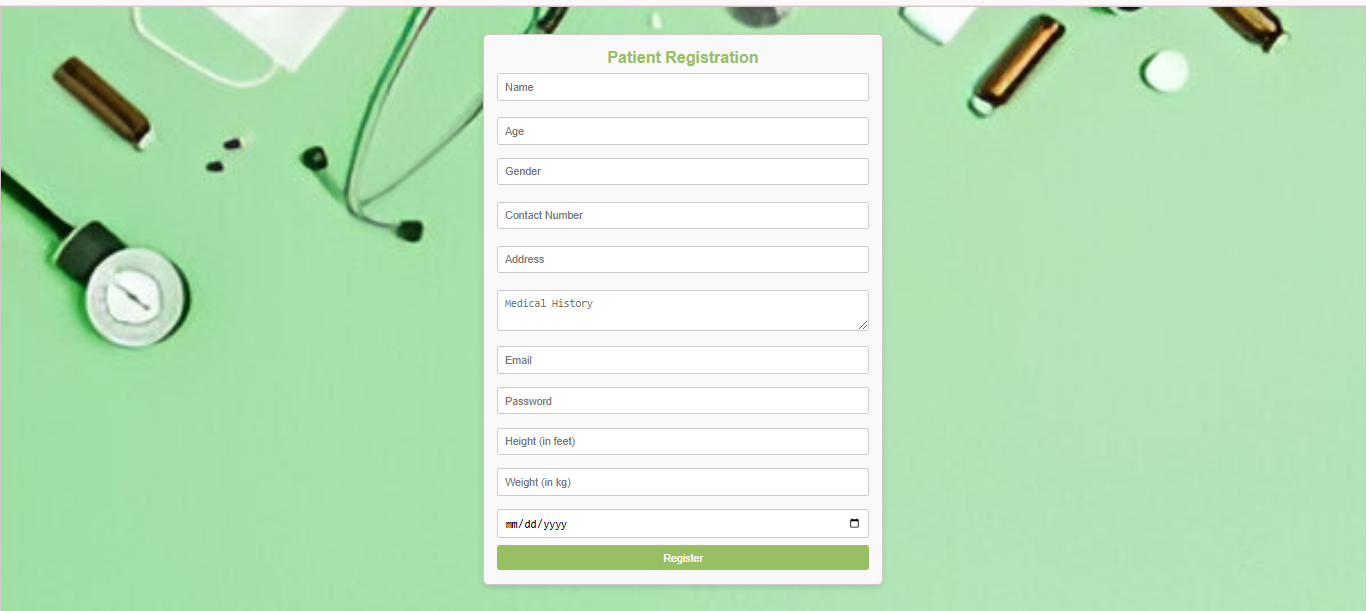 Patient Registration
Name
Age
Gender
Contact Number
Address
Medical History
Email
Password
Height (in feet)
Weight (in kg)
mm/dd/yyyy
Register